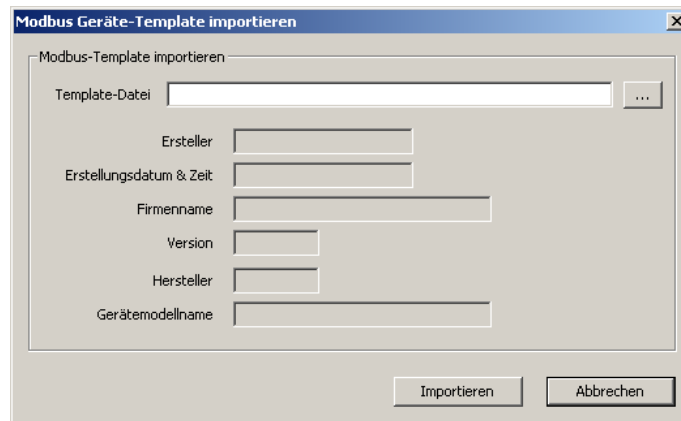 Modbus Geräte-Template importieren
Modbus-Template importieren
Template-Datei ...
Ersteller
Erstellungsdatum & Zeit
Firmenname
Version
Hersteller
Gerätemodellname
Importieren Abbrechen